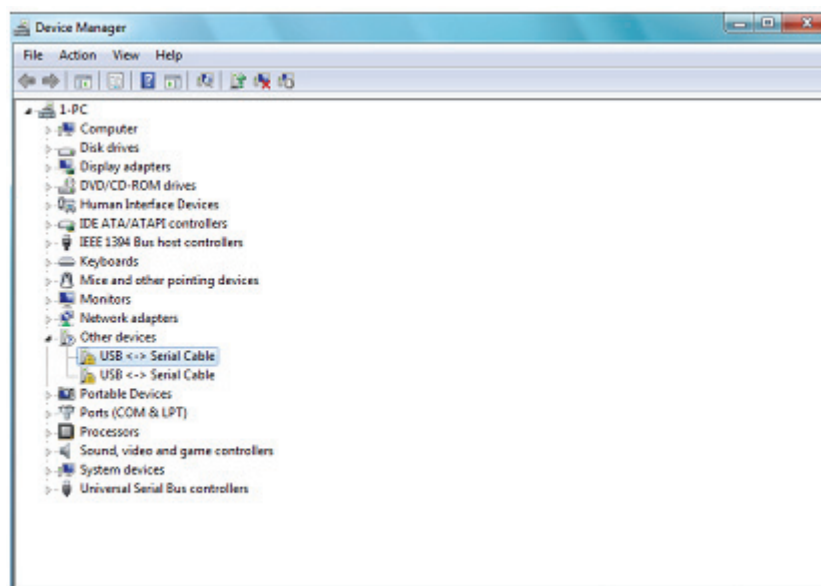 Device Manager
File Action View Help
1-PC
Computer
Disk drives
Display adapters
DVD/CD-ROM drives
Human Interface Devices
IDE ATA/ATAPI controllers
IEEE 1394 Bus host controllers
Keyboards
Mice and other pointing devices
Monitors
Network adapters
Other devices
USB <-> Serial Cable
USB <-> Serial Cable
Portable Devices
Ports (COM & LPT)
Processors
Sound, video and game controllers
System devices
Universal Serial Bus controllers